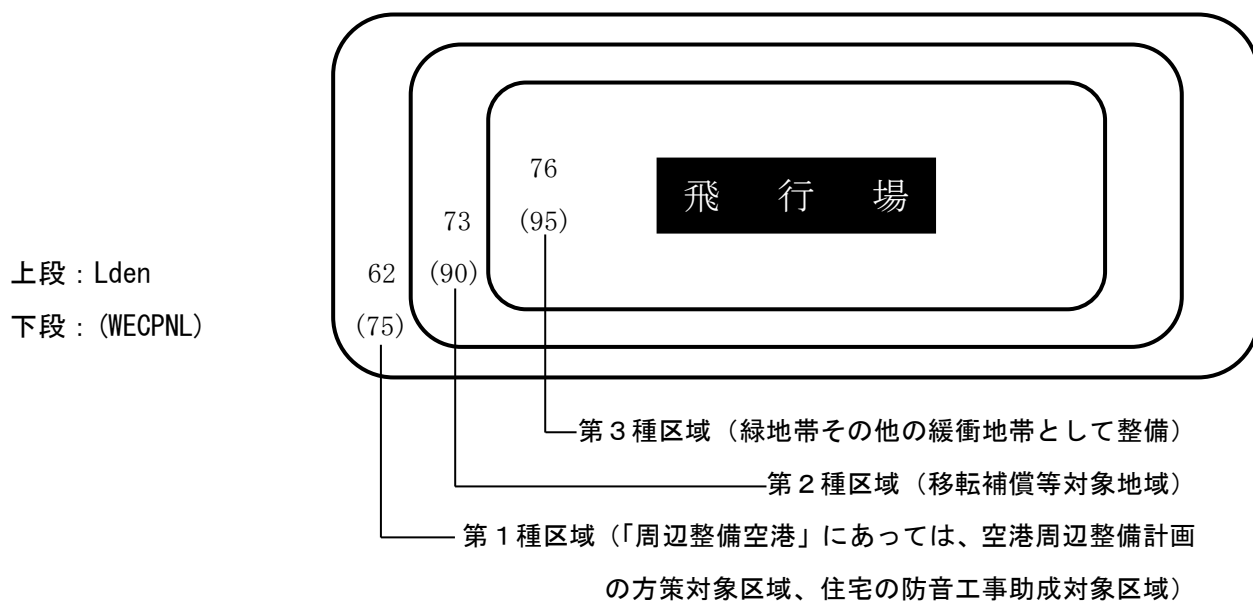 76
飛 行 場
73
(95)
上段：Lden
62
(90)
下段：(WECPNL)
(75)
第３種区域（緑地帯その他の緩衝地帯として整備）
第２種区域（移転補償等対象地域）
第１種区域（「周辺整備空港」にあっては、空港周辺整備計画
の方策対象区域、住宅の防音工事助成対象区域）